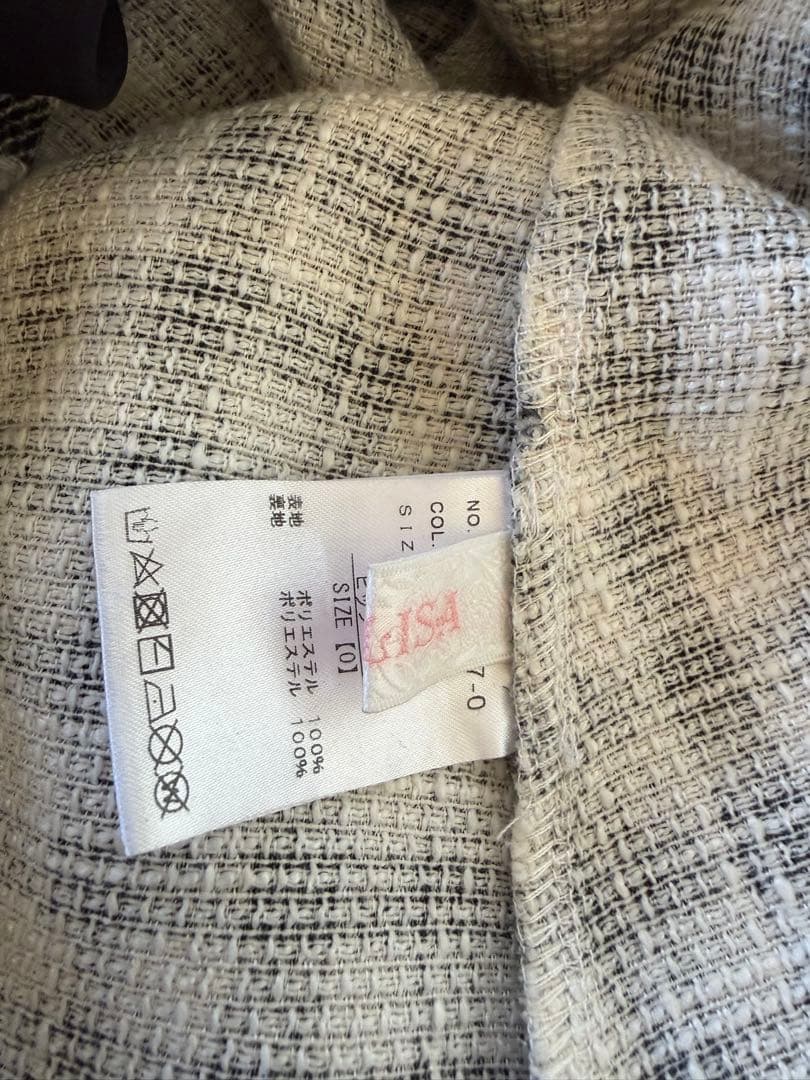 NO. 7-0
COL.
SIZ
SIZE【0】
表地 ポリエステル 100%
裏地 ポリエステル 100%